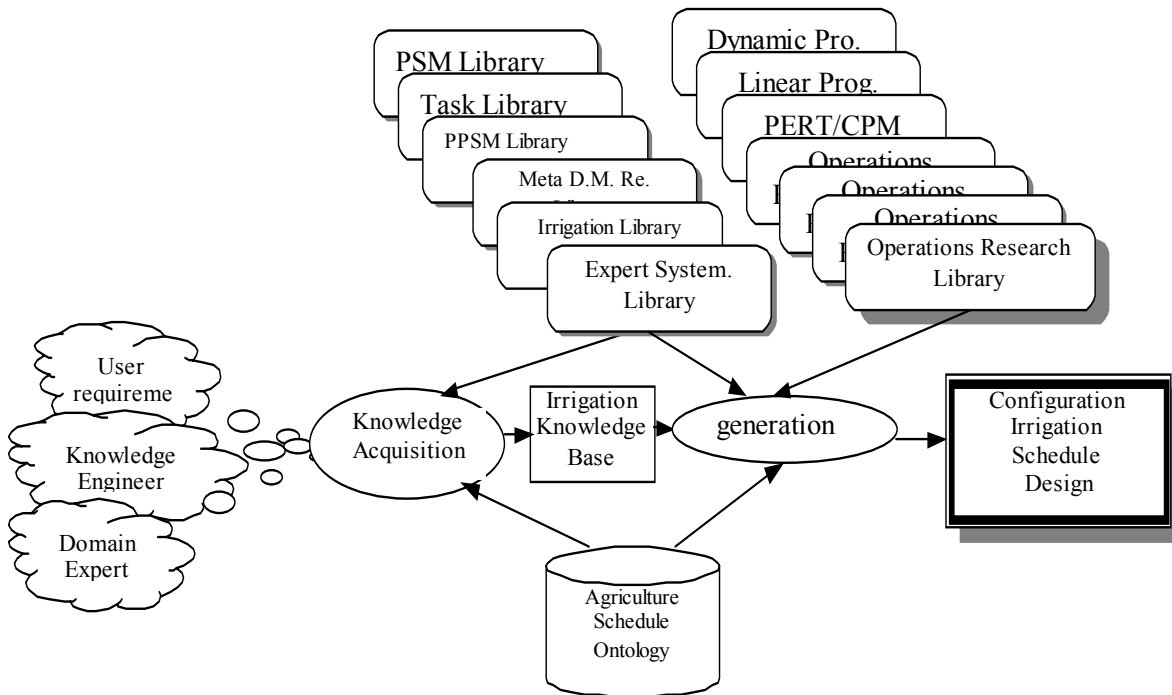 PSM Library
Task Library
PPSM Library
Meta D.M. Re.
Irrigation Library
Expert System.
Library
Dynamic Pro.
Linear Prog.
PERT/CPM
Operations
Operations
Operations
Operations Research
Library
User
requireme
Knowledge
Engineer
Domain
Expert
Knowledge
Acquisition
Irrigation
Knowledge
Base
generation
Configuration
Irrigation
Schedule
Design
Agriculture
Schedule
Ontology